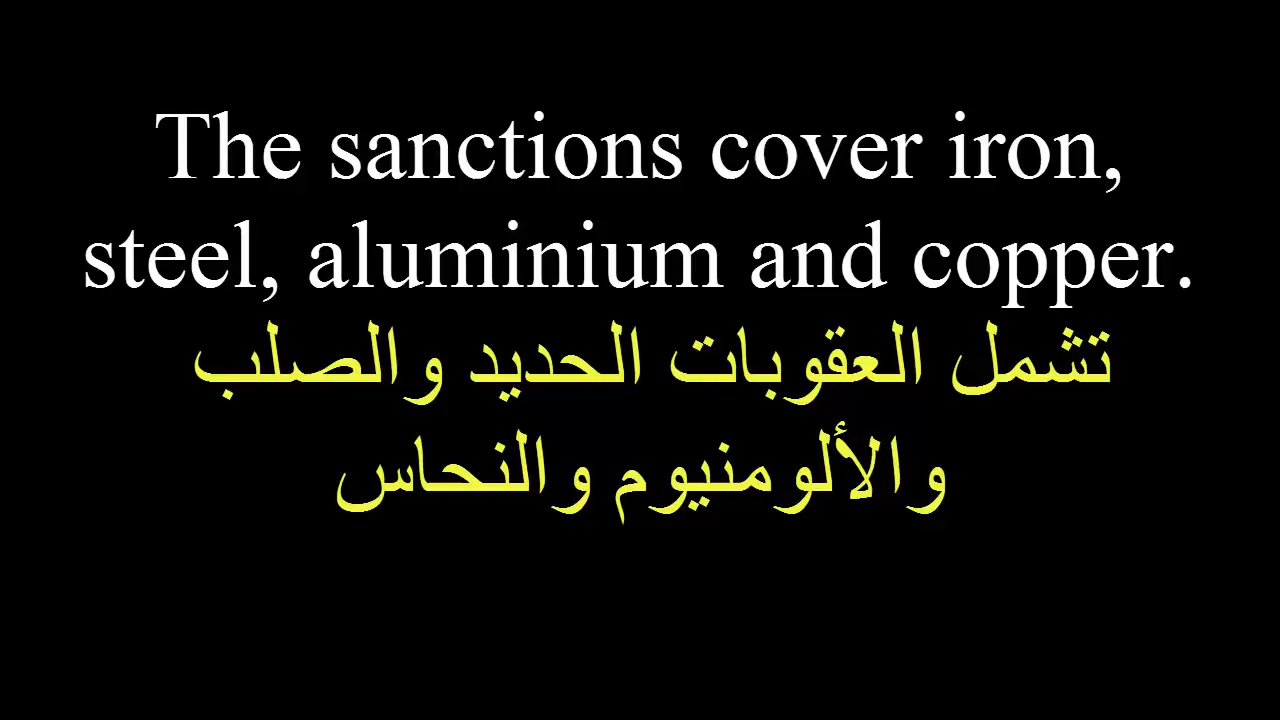 The sanctions cover iron,
steel, aluminium and copper.
تشمل العقوبات الحديد والصلب
والألومنيوم والنحاس